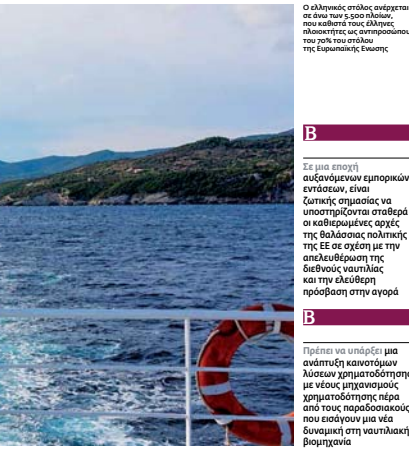 Ο ελληνικός στόλος ανέρχεται
σε άνω των 5.500 πλοίων,
που καθιστά τους έλληνες
πλοιοκτήτες ως αντιπροσώπου
του 70% του στόλου
της Ευρωπαϊκής Ενωσης
B
Σε μια εποχή
αυξανόμενων εμπορικών
εντάσεων, είναι
ζωτικής σημασίας να
υποστηρίζονται σταθερά
οι καθιερωμένες αρχές
της θαλάσσιας πολιτικής
της ΕΕ σε σχέση με την
απελευθέρωση της
διεθνούς ναυτιλίας
και την ελεύθερη
πρόσβαση στην αγορά
B
Πρέπει να υπάρξει μια
ανάπτυξη καινοτόμων
λύσεων χρηματοδότησης
με νέους μηχανισμούς
χρηματοδότησης πέρα
από τους παραδοσιακούς
που εισάγουν μια νέα
δυναμική στη ναυτιλιακή
βιομηχανία